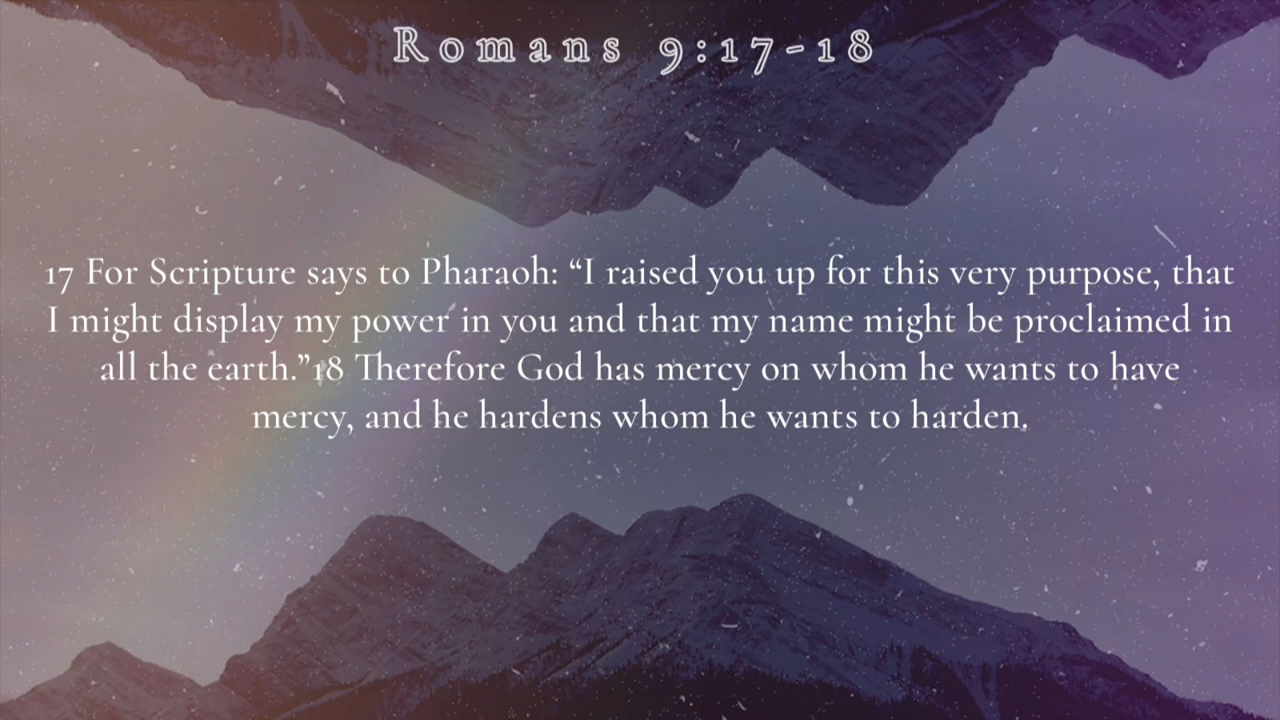 Romans 9:17-18
17 For Scripture says to Pharaoh: “I raised you up for this very purpose, that
I might display my power in you and that my name might be proclaimed in
all the earth.”18 Therefore God has mercy on whom he wants to have
mercy, and he hardens whom he wants to harden.